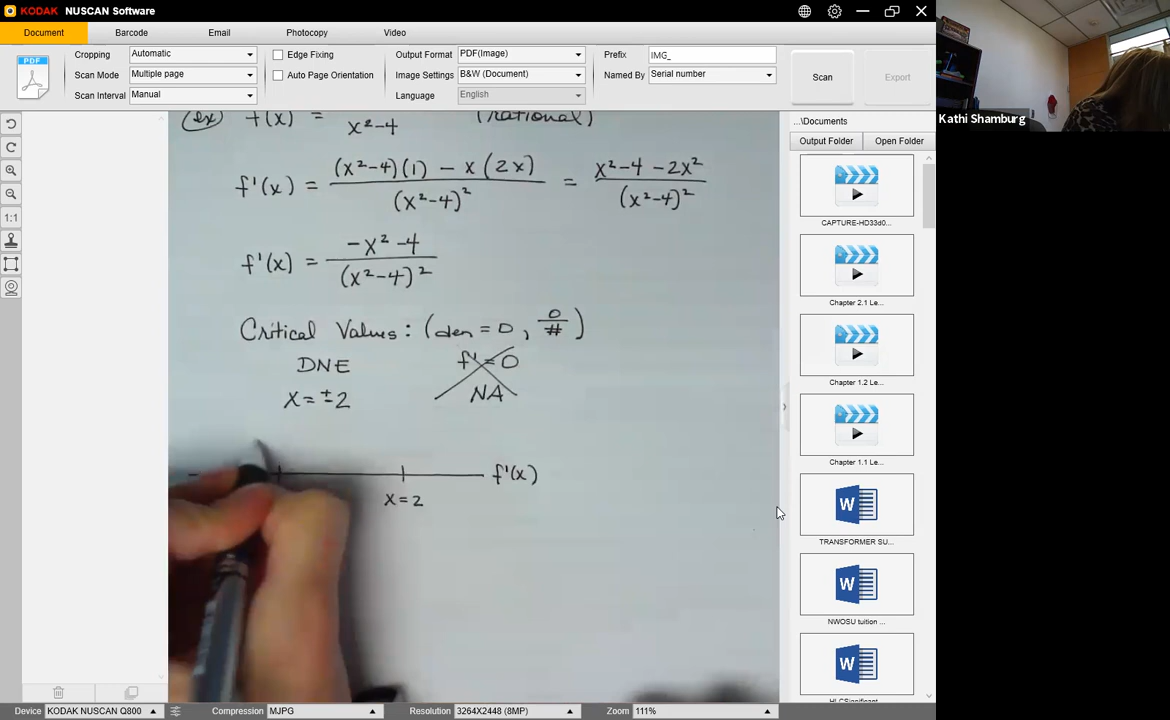 KODAK NUSCAN Software
Document Barcode Email Photocopy Video
Cropping Automatic Edge Fixing Output Format PDF(Image) Prefix IMG_
Scan Mode Multiple page Auto Page Orientation Image Settings B&W (Document) Named By Serial number
Scan Interval Manual Language English
PDF
Scan Export
Kathi Shamburg
...\Documents
Output Folder Open Folder
1:1
(ex) f(x) = x²-4 (rational)
f'(x) = (x²-4)(1) - x(2x) / (x²-4)² = x²-4-2x² / (x²-4)²
f'(x) = -x²-4 / (x²-4)²
Critical Values: (den = 0, 0/#)
DNE f' = 0
x = ±2 NA
f'(x)
x = 2
CAPTURE-HD33d0...
Chapter 2.1 Le...
Chapter 1.2 Le...
Chapter 1.1 Lec...
TRANSFORMER SU...
NWOSU tuition ...
HLCSignificant
Device KODAK NUSCAN Q800 Compression MJPG Resolution 3264X2448 (8MP) Zoom 111%